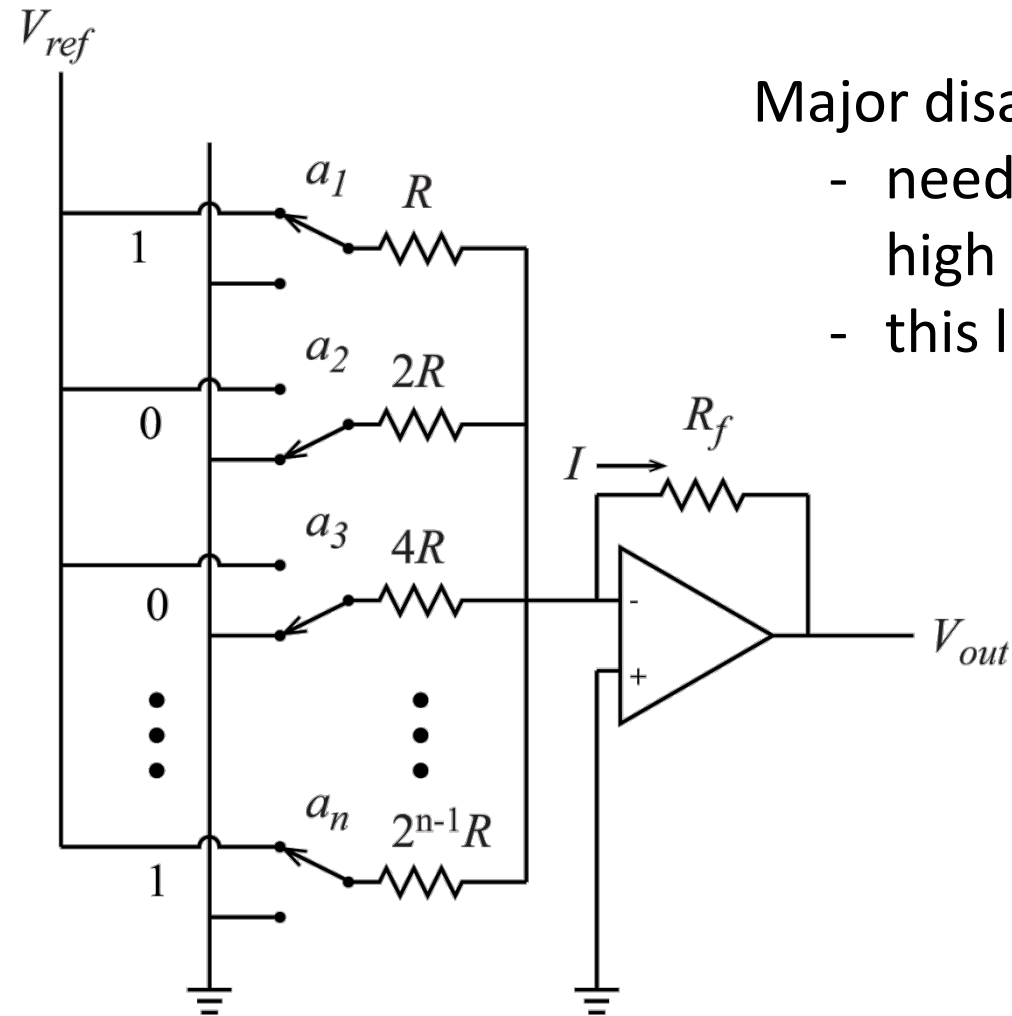 V_ref
Major disa
- need
high
- this l
a_1
R
1
a_2
2R
0
R_f
I
a_3
4R
0
-
V_out
+
a_n
2^{n-1}R
1